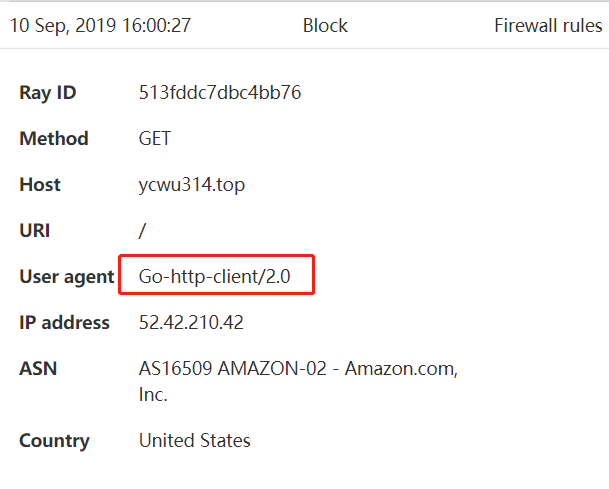 10 Sep, 2019 16:00:27 Block Firewall rules
Ray ID 513fddc7dbc4bb76
Method GET
Host ycwu314.top
URI /
User agent Go-http-client/2.0
IP address 52.42.210.42
ASN AS16509 AMAZON-02 - Amazon.com,
Inc.
Country United States